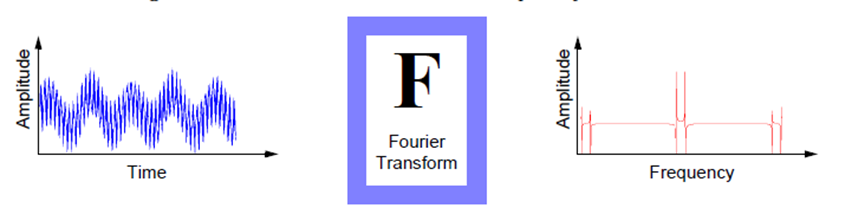 Amplitude
Time
F
Fourier
Transform
Amplitude
Frequency